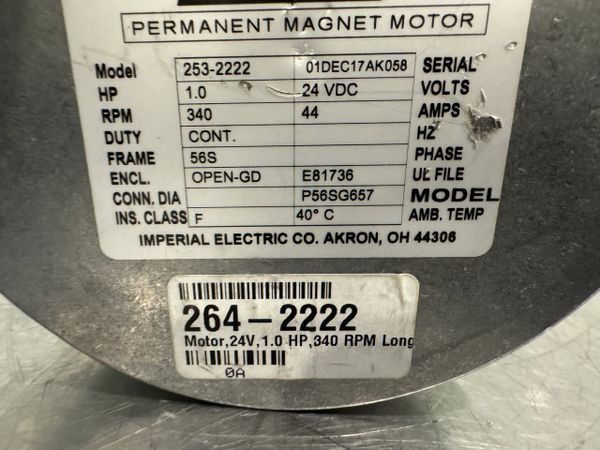 PERMANENT MAGNET MOTOR
Model 253-2222 01DEC17AK058 SERIAL
HP 1.0 24 VDC VOLTS
RPM 340 44 AMPS
DUTY CONT. HZ
FRAME 56S PHASE
ENCL. OPEN-GD E81736 UL FILE
CONN. DIA P56SG657 MODEL
INS. CLASS F 40° C AMB. TEMP
IMPERIAL ELECTRIC CO. AKRON, OH 44306
264-2222
Motor,24V,1.0 HP,340 RPM Long
0A